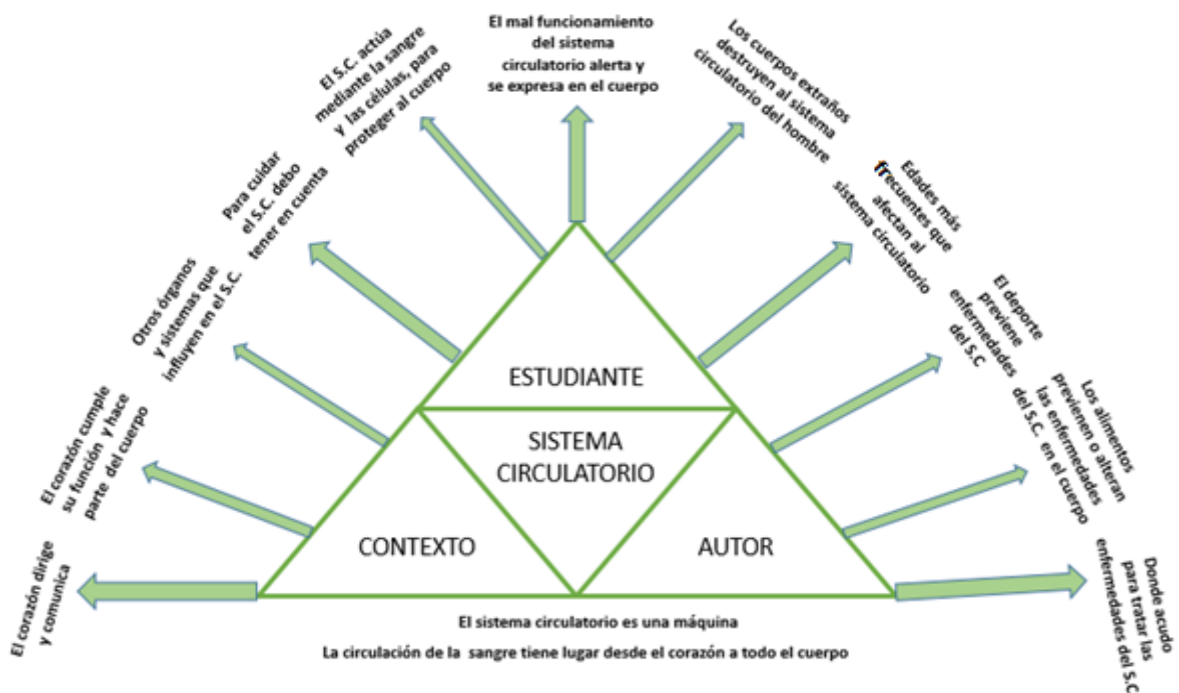 El corazón dirige
y comunica
El corazón cumple
su función y hace
parte del cuerpo
Otros órganos
y sistemas que
influyen en el S.C.
Para cuidar
el S.C. debo
tener en cuenta
El S.C. actúa
mediante la sangre
y las células, para
proteger al cuerpo
El mal funcionamiento
del sistema
circulatorio alerta y
se expresa en el cuerpo
Los cuerpos extraños
destruyen al sistema
circulatorio del hombre
Edades más
frecuentes que
afectan al
sistema circulatorio
El deporte
previene
enfermedades
del S.C
Los alimentos
previenen o alteran
las enfermedades
del S.C. en el cuerpo
Donde acudo
para tratar las
enfermedades del S.C
ESTUDIANTE
SISTEMA
CIRCULATORIO
CONTEXTO
AUTOR
El sistema circulatorio es una máquina
La circulación de la sangre tiene lugar desde el corazón a todo el cuerpo